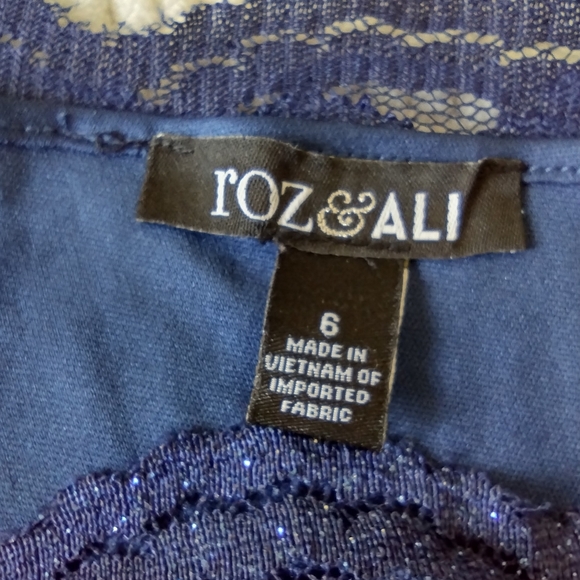 rOZ&ALI
6
MADE IN
VIETNAM OF
IMPORTED
FABRIC